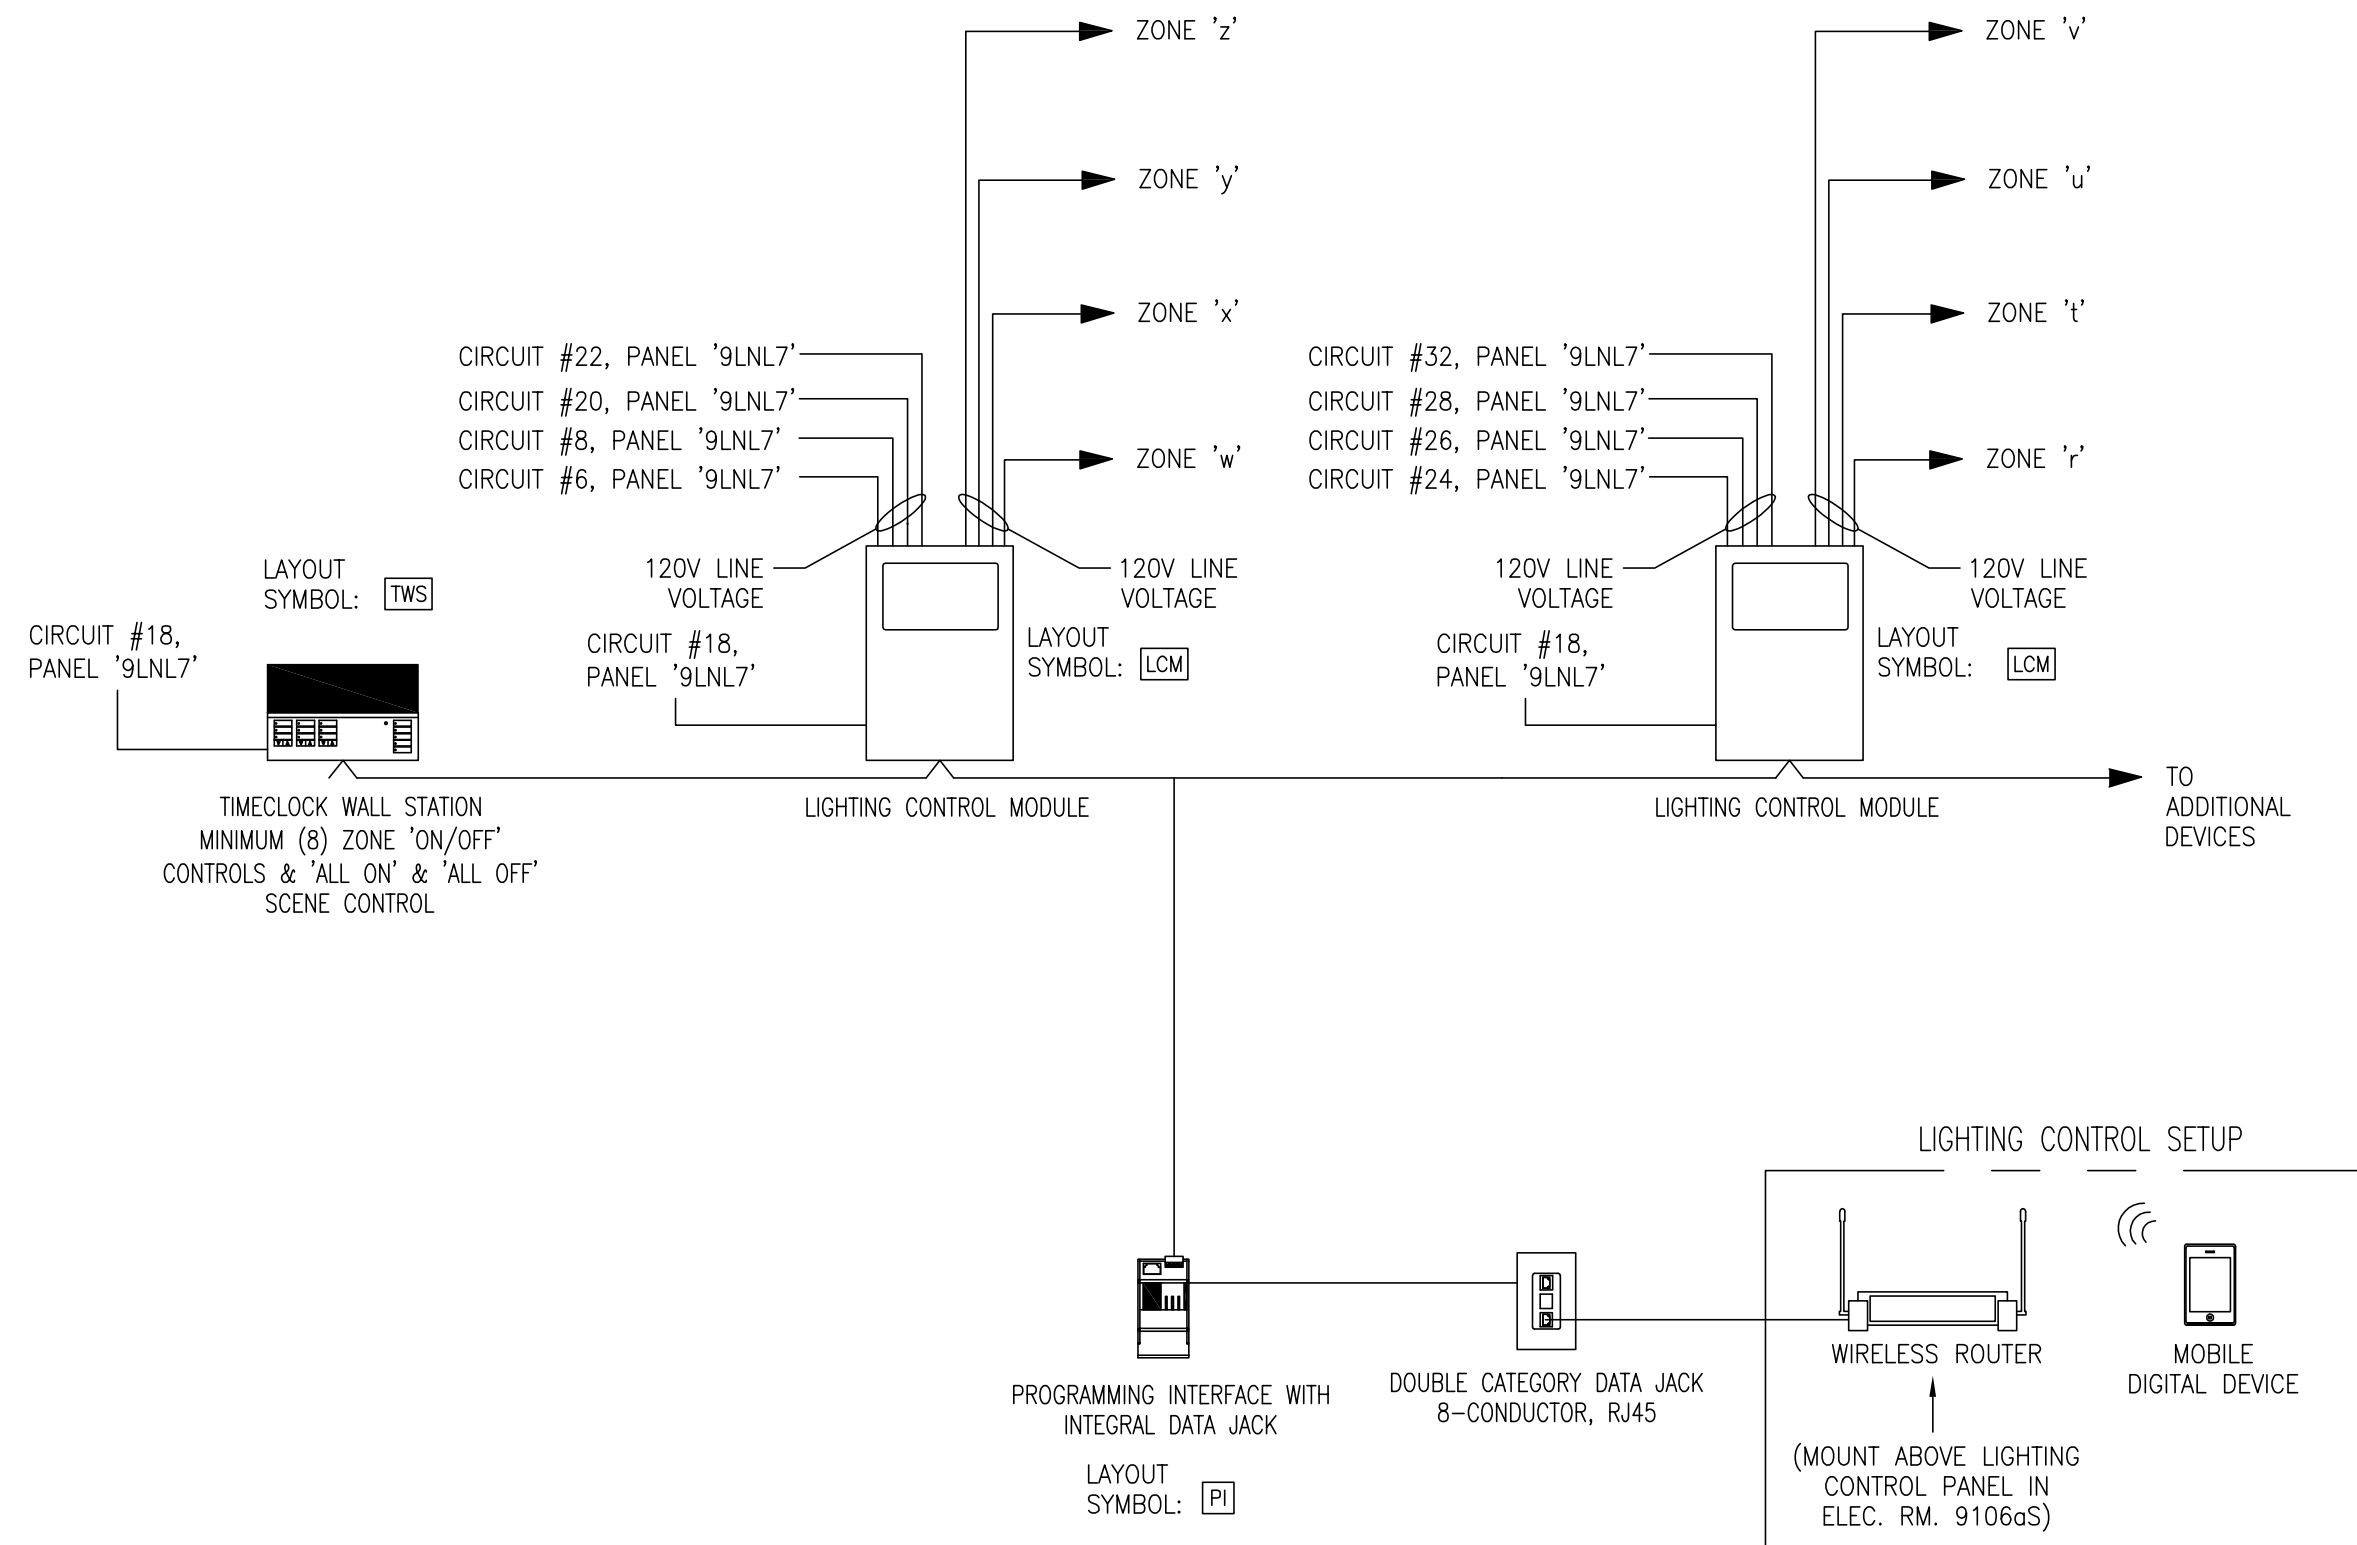 ZONE 'z'
ZONE 'v'
ZONE 'y'
ZONE 'u'
ZONE 'x'
ZONE 't'
CIRCUIT #22, PANEL '9LNL7'
CIRCUIT #20, PANEL '9LNL7'
CIRCUIT #8, PANEL '9LNL7'
CIRCUIT #6, PANEL '9LNL7'
ZONE 'w'
CIRCUIT #32, PANEL '9LNL7'
CIRCUIT #28, PANEL '9LNL7'
CIRCUIT #26, PANEL '9LNL7'
CIRCUIT #24, PANEL '9LNL7'
ZONE 'r'
LAYOUT
SYMBOL: TWS
CIRCUIT #18,
PANEL '9LNL7'
120V LINE
VOLTAGE
120V LINE
VOLTAGE
CIRCUIT #18,
PANEL '9LNL7'
LAYOUT
SYMBOL: LCM
120V LINE
VOLTAGE
120V LINE
VOLTAGE
CIRCUIT #18,
PANEL '9LNL7'
LAYOUT
SYMBOL: LCM
TIMECLOCK WALL STATION
MINIMUM (8) ZONE 'ON/OFF'
CONTROLS & 'ALL ON' & 'ALL OFF'
SCENE CONTROL
LIGHTING CONTROL MODULE
LIGHTING CONTROL MODULE
TO
ADDITIONAL
DEVICES
LIGHTING CONTROL SETUP
PROGRAMMING INTERFACE WITH
INTEGRAL DATA JACK
LAYOUT
SYMBOL: PI
DOUBLE CATEGORY DATA JACK
8-CONDUCTOR, RJ45
WIRELESS ROUTER
(MOUNT ABOVE LIGHTING
CONTROL PANEL IN
ELEC. RM. 9106aS)
MOBILE
DIGITAL DEVICE